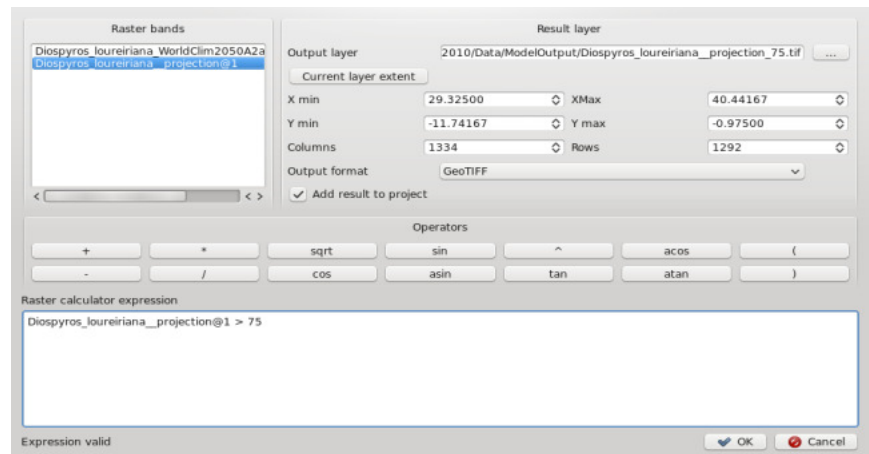 Raster bands
Diospyros_loureiriana_WorldClim2050A2a
Diospyros_loureiriana__projection@1
Result layer
Output layer 2010/Data/ModelOutput/Diospyros_loureiriana__projection_75.tif ...
Current layer extent
X min 29.32500 XMax 40.44167
Y min -11.74167 Y max -0.97500
Columns 1334 Rows 1292
Output format GeoTIFF
Add result to project
Operators
+ * sqrt sin ^ acos (
- / cos asin tan atan )
Raster calculator expression
Diospyros_loureiriana__projection@1 > 75
Expression valid OK Cancel